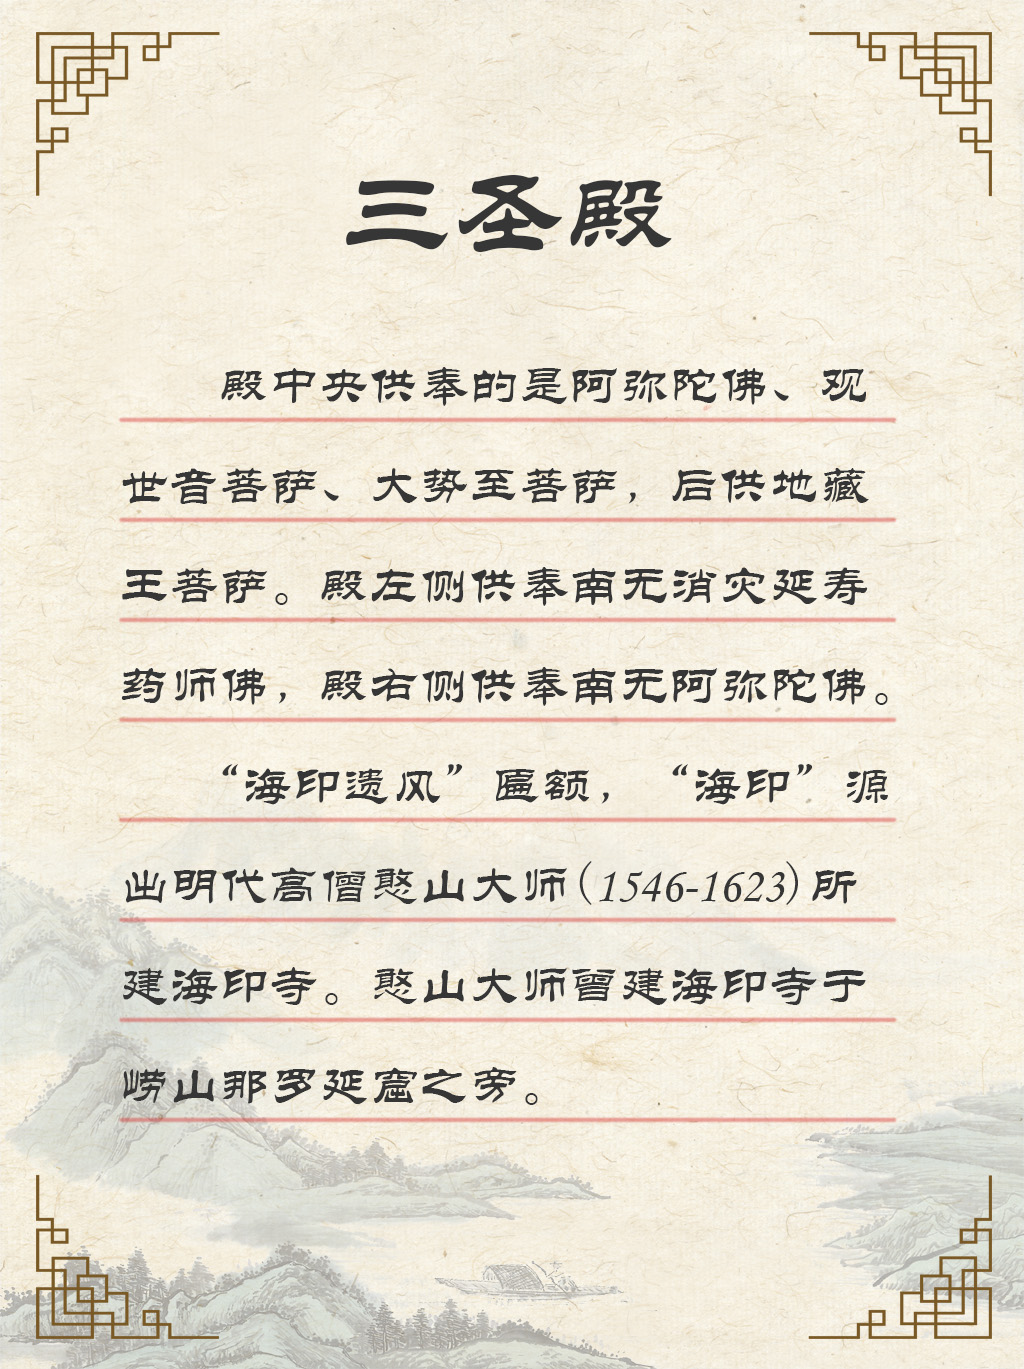 三圣殿
殿中央供奉的是阿弥陀佛、观
世音菩萨、大势至菩萨，后供地藏
王菩萨。殿左侧供奉南无消灾延寿
药师佛，殿右侧供奉南无阿弥陀佛。
“海印遗风”匾额，“海印”源
出明代高僧憨山大师(1546-1623)所
建海印寺。憨山大师曾建海印寺于
崂山那罗延窟之旁。